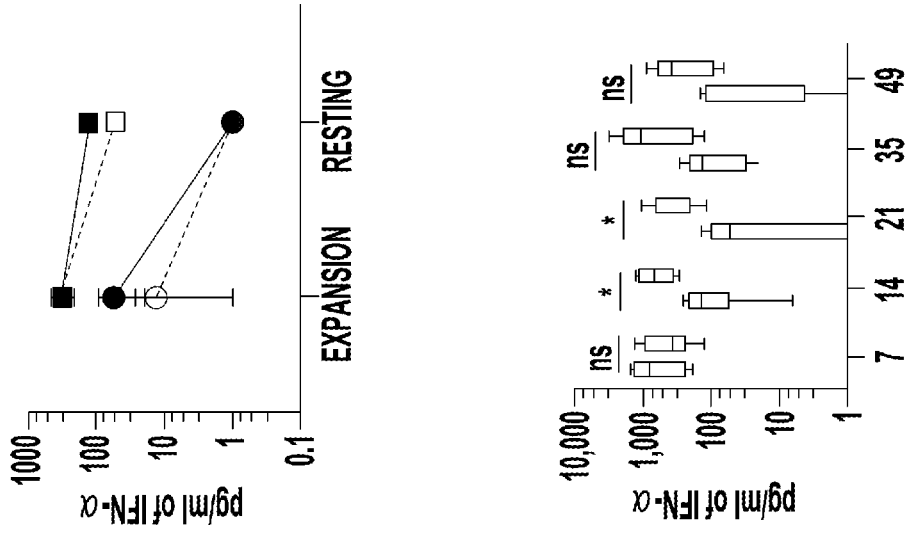 pg/ml of IFN-α
1000
100
10
1
0.1
EXPANSION RESTING
pg/ml of IFN-α
10,000
1,000
100
10
1
ns * * ns ns
7 14 21 35 49